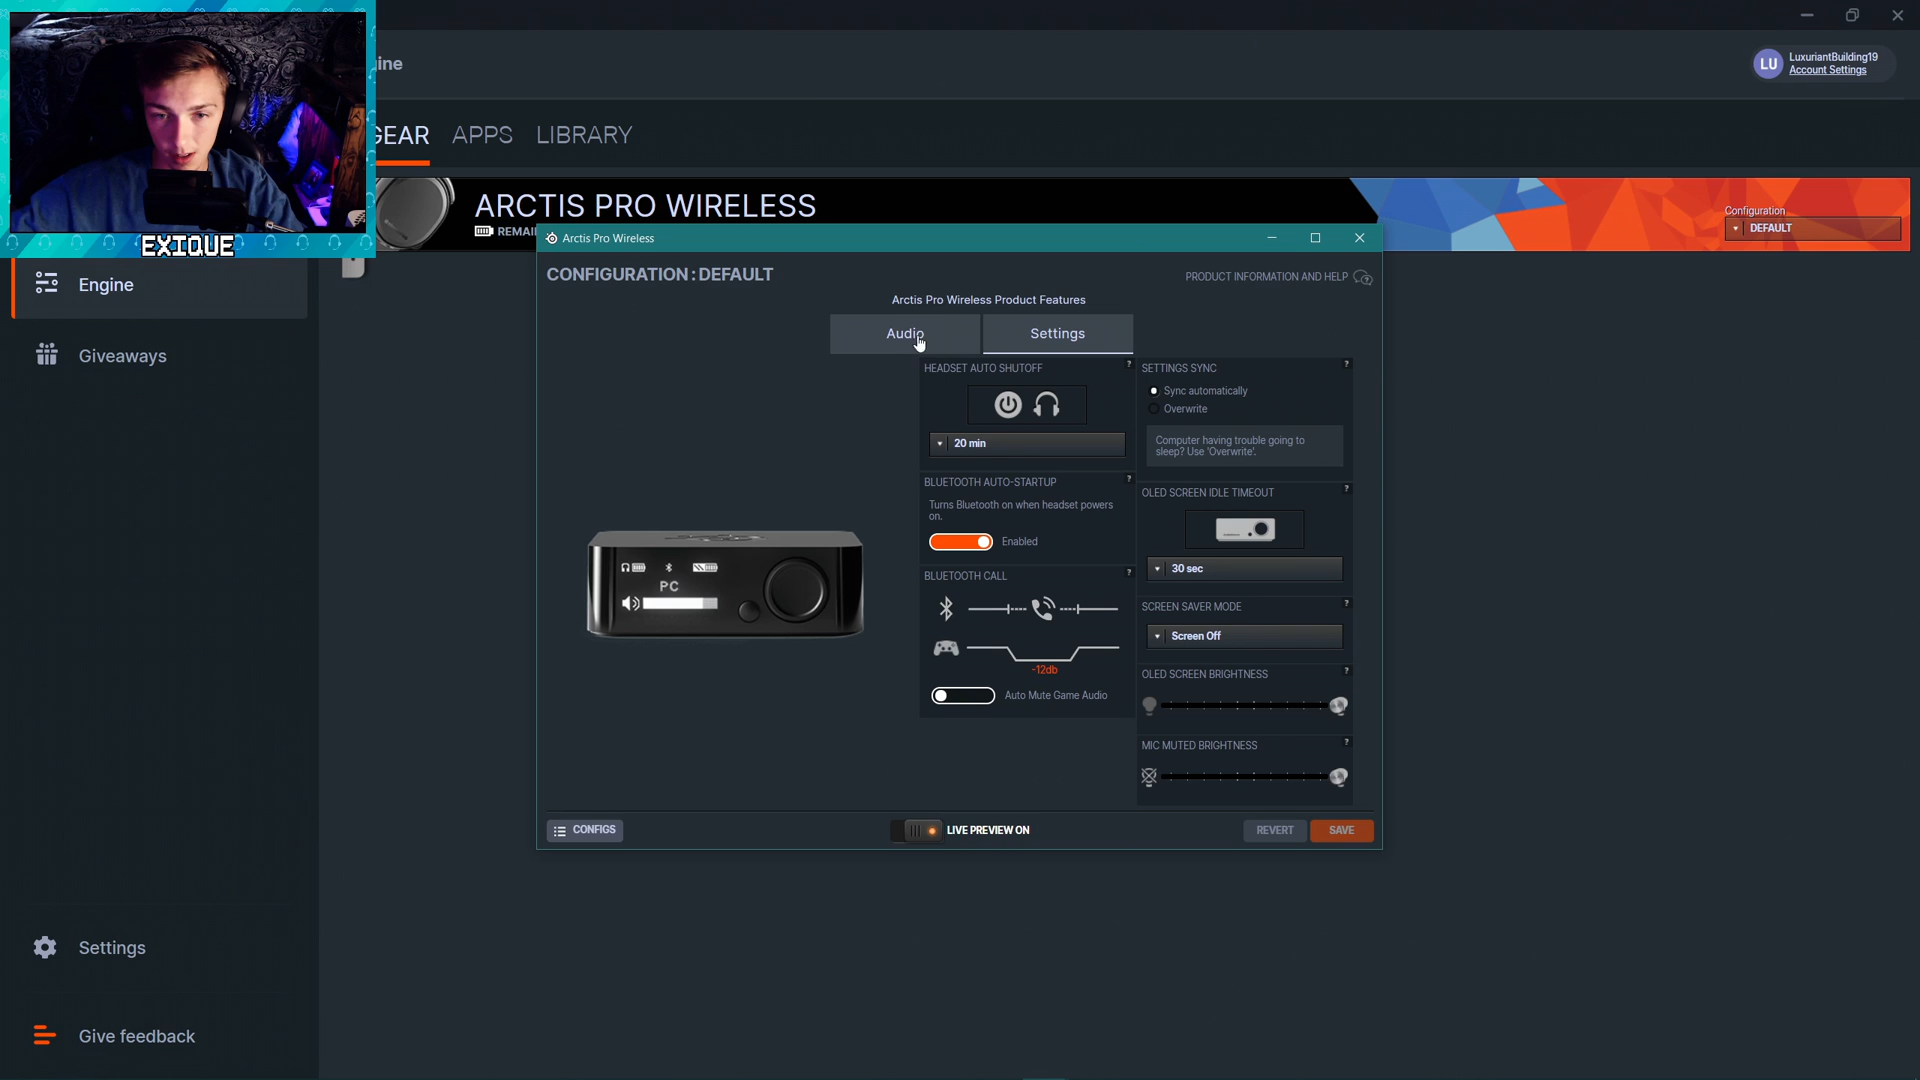 ine
LuxuriantBuilding19
LU
Account Settings
GEAR APPS LIBRARY
ARCTIS PRO WIRELESS
REMAI
Configuration
DEFAULT
EXIQUE
Arctis Pro Wireless
CONFIGURATION : DEFAULT
PRODUCT INFORMATION AND HELP
Arctis Pro Wireless Product Features
Audio
Settings
Engine
Giveaways
HEADSET AUTO SHUTOFF
?
20 min
BLUETOOTH AUTO-STARTUP
?
Turns Bluetooth on when headset powers
on.
Enabled
BLUETOOTH CALL
?
-12db
Auto Mute Game Audio
SETTINGS SYNC
?
Sync automatically
Overwrite
Computer having trouble going to
sleep? Use 'Overwrite'.
OLED SCREEN IDLE TIMEOUT
?
30 sec
SCREEN SAVER MODE
?
Screen Off
OLED SCREEN BRIGHTNESS
?
MIC MUTED BRIGHTNESS
?
PC
CONFIGS
LIVE PREVIEW ON
REVERT
SAVE
Settings
Give feedback